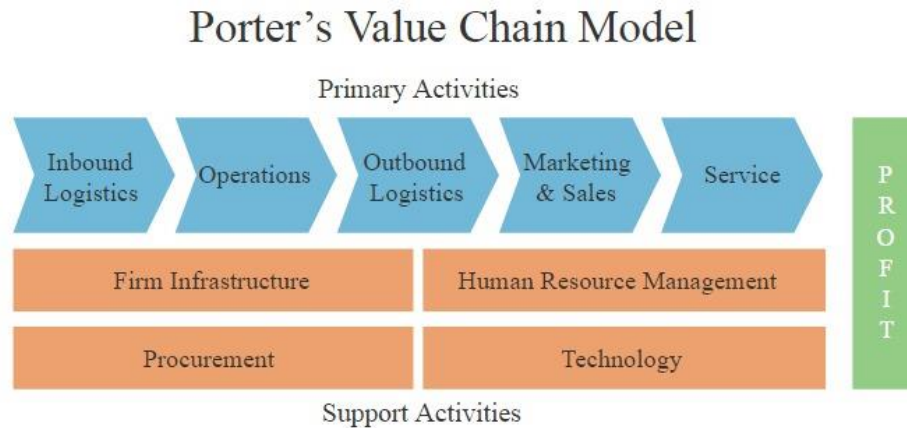 Porter’s Value Chain Model
Primary Activities
Inbound
Logistics
Operations
Outbound
Logistics
Marketing
& Sales
Service
PROFIT
Firm Infrastructure
Human Resource Management
Procurement
Technology
Support Activities